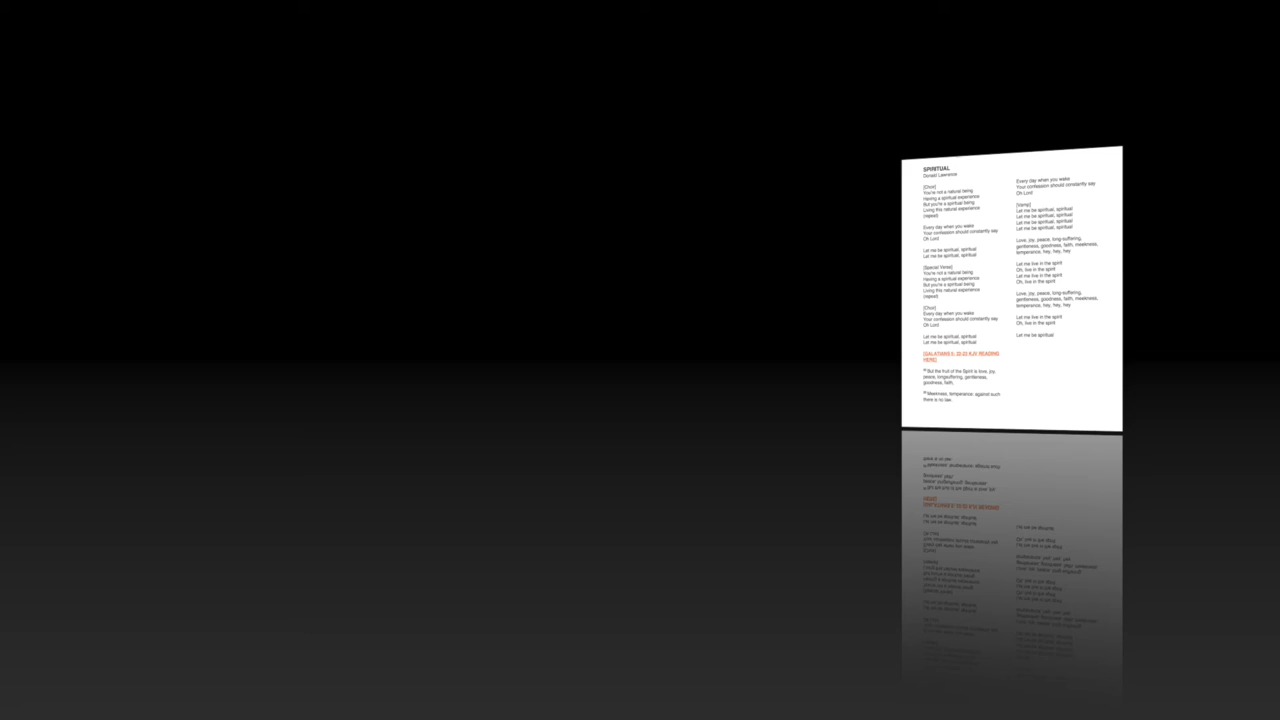 SPIRITUAL
Donald Lawrence
[Choir]
You're not a natural being
Having a spiritual experience
But you're a spiritual being
Living this natural experience
(repeat)
Every day when you wake
Your confession should constantly say
Oh Lord
Let me be spiritual, spiritual
Let me be spiritual, spiritual
[Special Verse]
You're not a natural being
Having a spiritual experience
But you're a spiritual being
Living this natural experience
(repeat)
[Choir]
Every day when you wake
Your confession should constantly say
Oh Lord
Let me be spiritual, spiritual
Let me be spiritual, spiritual
[GALATIANS 5: 22-23 KJV READING
HERE]
22 But the fruit of the Spirit is love, joy,
peace, longsuffering, gentleness,
goodness, faith,
23 Meekness, temperance: against such
there is no law.
Every day when you wake
Your confession should constantly say
Oh Lord
[Vamp]
Let me be spiritual, spiritual
Let me be spiritual, spiritual
Let me be spiritual, spiritual
Let me be spiritual, spiritual
Love, joy, peace, long-suffering,
gentleness, goodness, faith, meekness,
temperance, hey, hey, hey
Let me live in the spirit
Oh, live in the spirit
Let me live in the spirit
Oh, live in the spirit
Love, joy, peace, long-suffering,
gentleness, goodness, faith, meekness,
temperance, hey, hey, hey
Let me live in the spirit
Oh, live in the spirit
Let me be spiritual